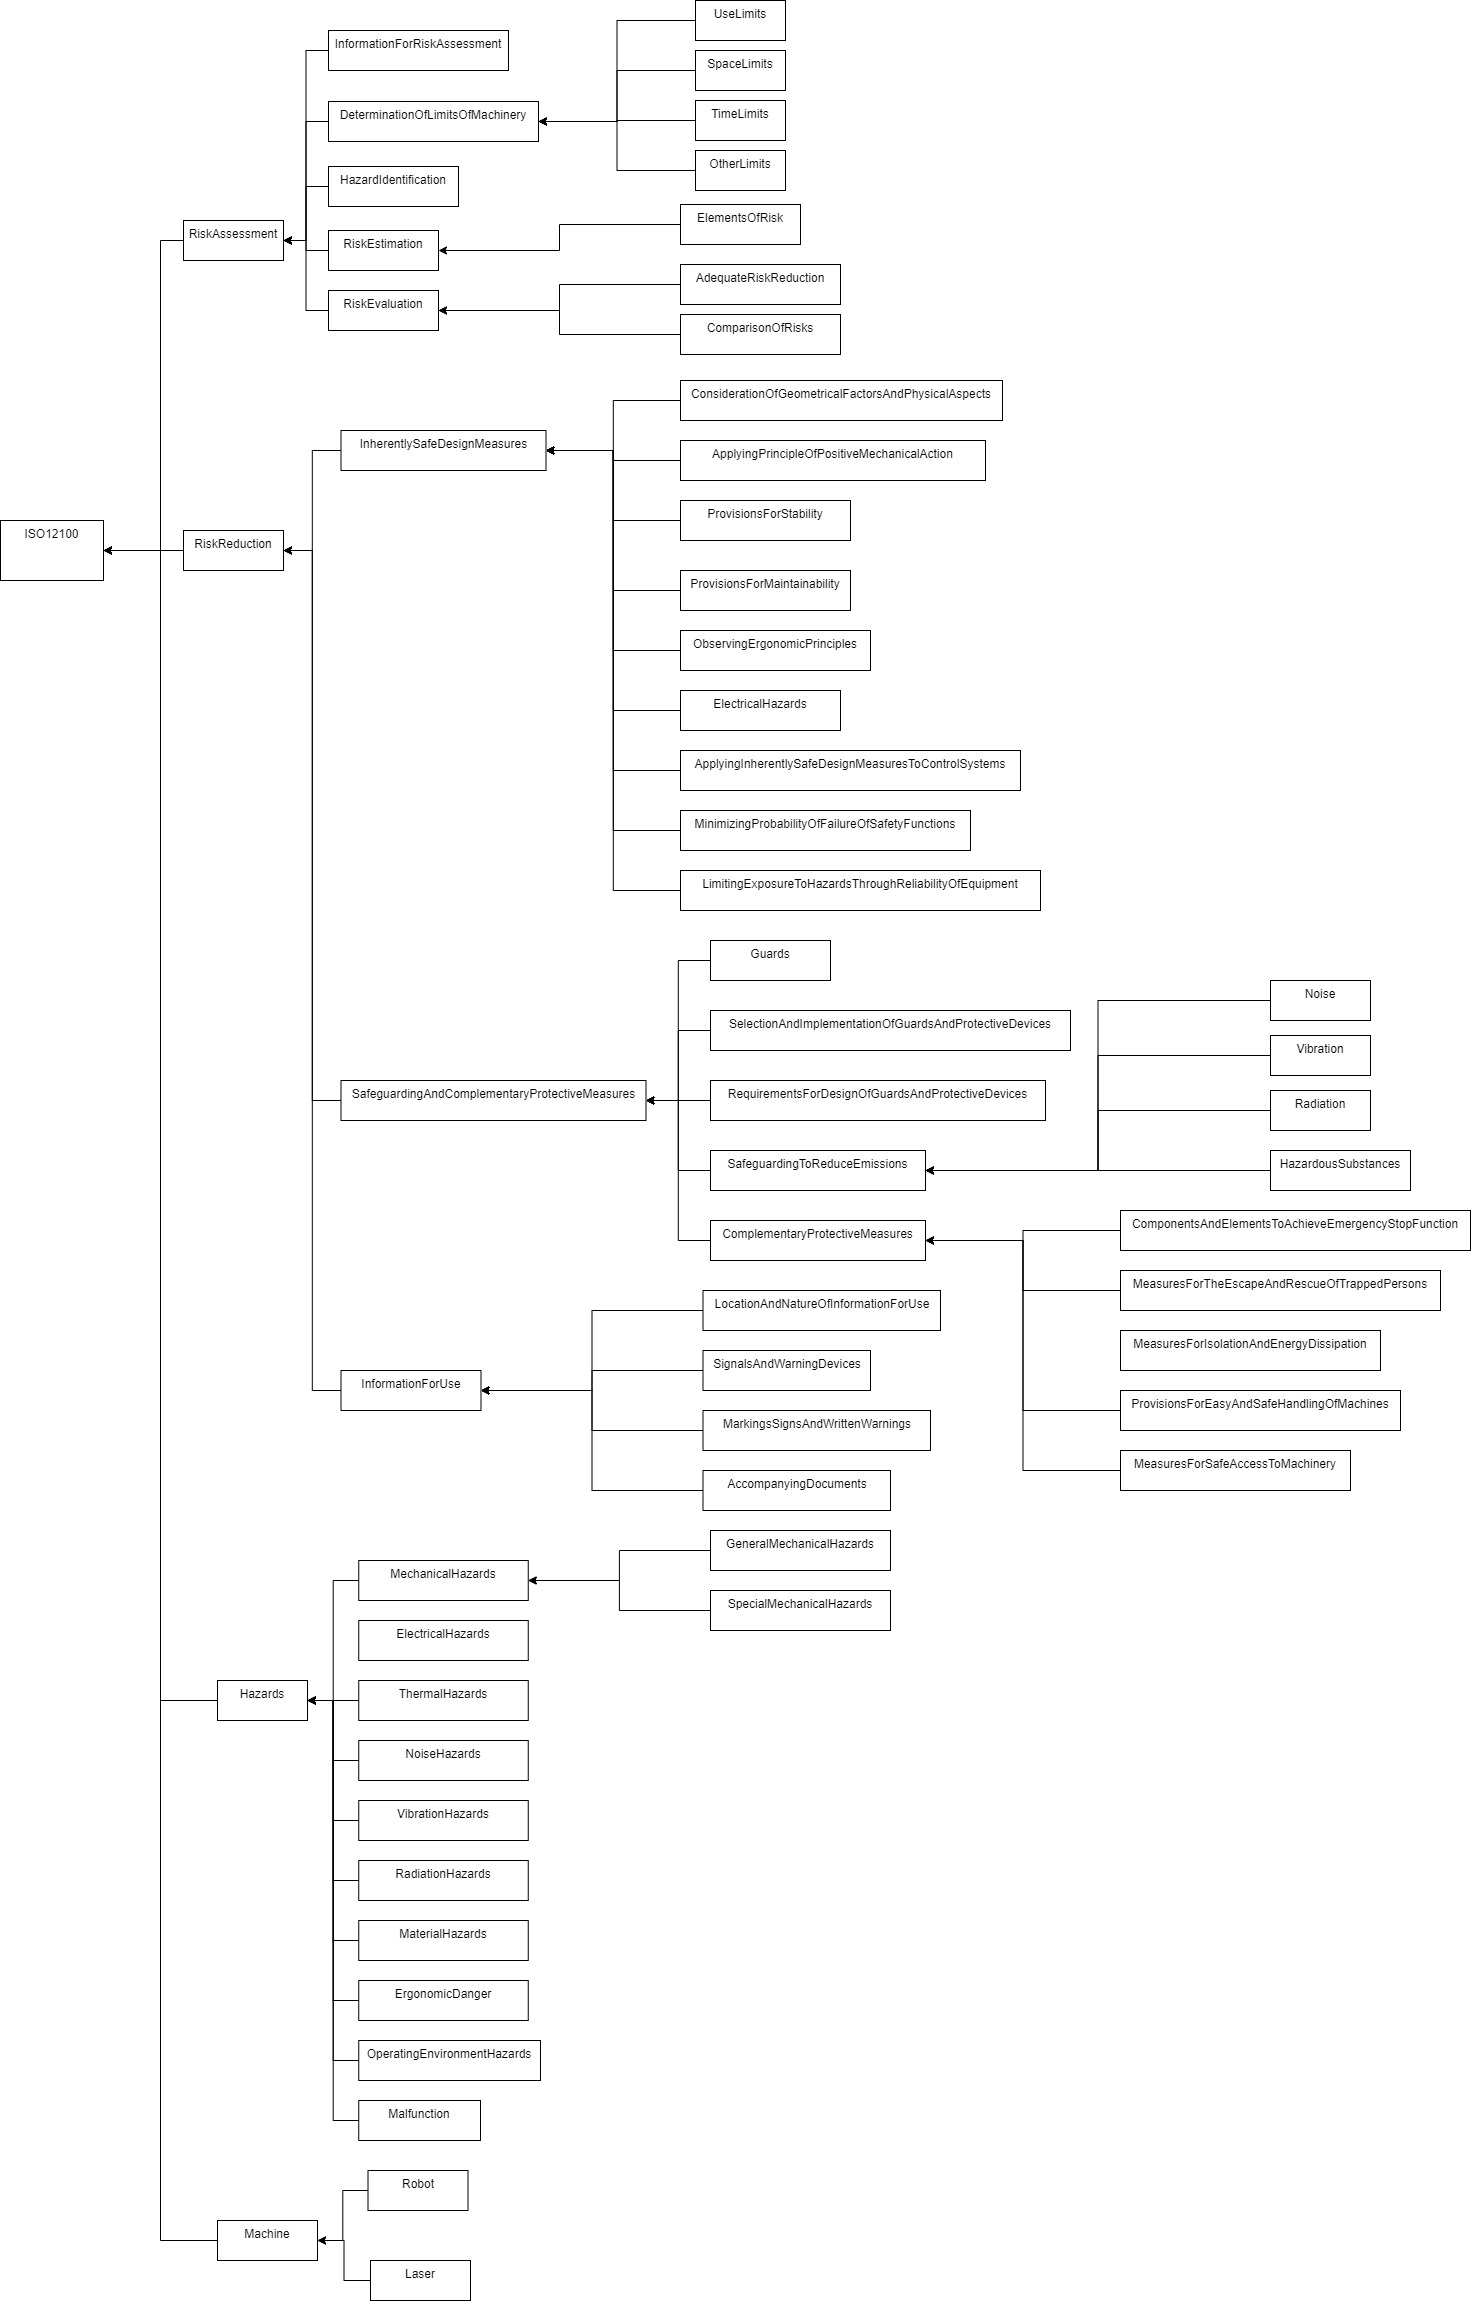 UseLimits
InformationForRiskAssessment
SpaceLimits
DeterminationOfLimitsOfMachinery
TimeLimits
OtherLimits
HazardIdentification
RiskAssessment
ElementsOfRisk
RiskEstimation
AdequateRiskReduction
RiskEvaluation
ComparisonOfRisks
ConsiderationOfGeometricalFactorsAndPhysicalAspects
InherentlySafeDesignMeasures
ApplyingPrincipleOfPositiveMechanicalAction
ProvisionsForStability
ISO12100
RiskReduction
ProvisionsForMaintainability
ObservingErgonomicPrinciples
ElectricalHazards
ApplyingInherentlySafeDesignMeasuresToControlSystems
MinimizingProbabilityOfFailureOfSafetyFunctions
LimitingExposureToHazardsThroughReliabilityOfEquipment
Guards
Noise
SelectionAndImplementationOfGuardsAndProtectiveDevices
Vibration
SafeguardingAndComplementaryProtectiveMeasures
RequirementsForDesignOfGuardsAndProtectiveDevices
Radiation
SafeguardingToReduceEmissions
HazardousSubstances
ComplementaryProtectiveMeasures
ComponentsAndElementsToAchieveEmergencyStopFunction
MeasuresForTheEscapeAndRescueOfTrappedPersons
LocationAndNatureOfInformationForUse
MeasuresForIsolationAndEnergyDissipation
SignalsAndWarningDevices
InformationForUse
ProvisionsForEasyAndSafeHandlingOfMachines
MarkingsSignsAndWrittenWarnings
MeasuresForSafeAccessToMachinery
AccompanyingDocuments
GeneralMechanicalHazards
MechanicalHazards
SpecialMechanicalHazards
ElectricalHazards
Hazards
ThermalHazards
NoiseHazards
VibrationHazards
RadiationHazards
MaterialHazards
ErgonomicDanger
OperatingEnvironmentHazards
Malfunction
Robot
Machine
Laser